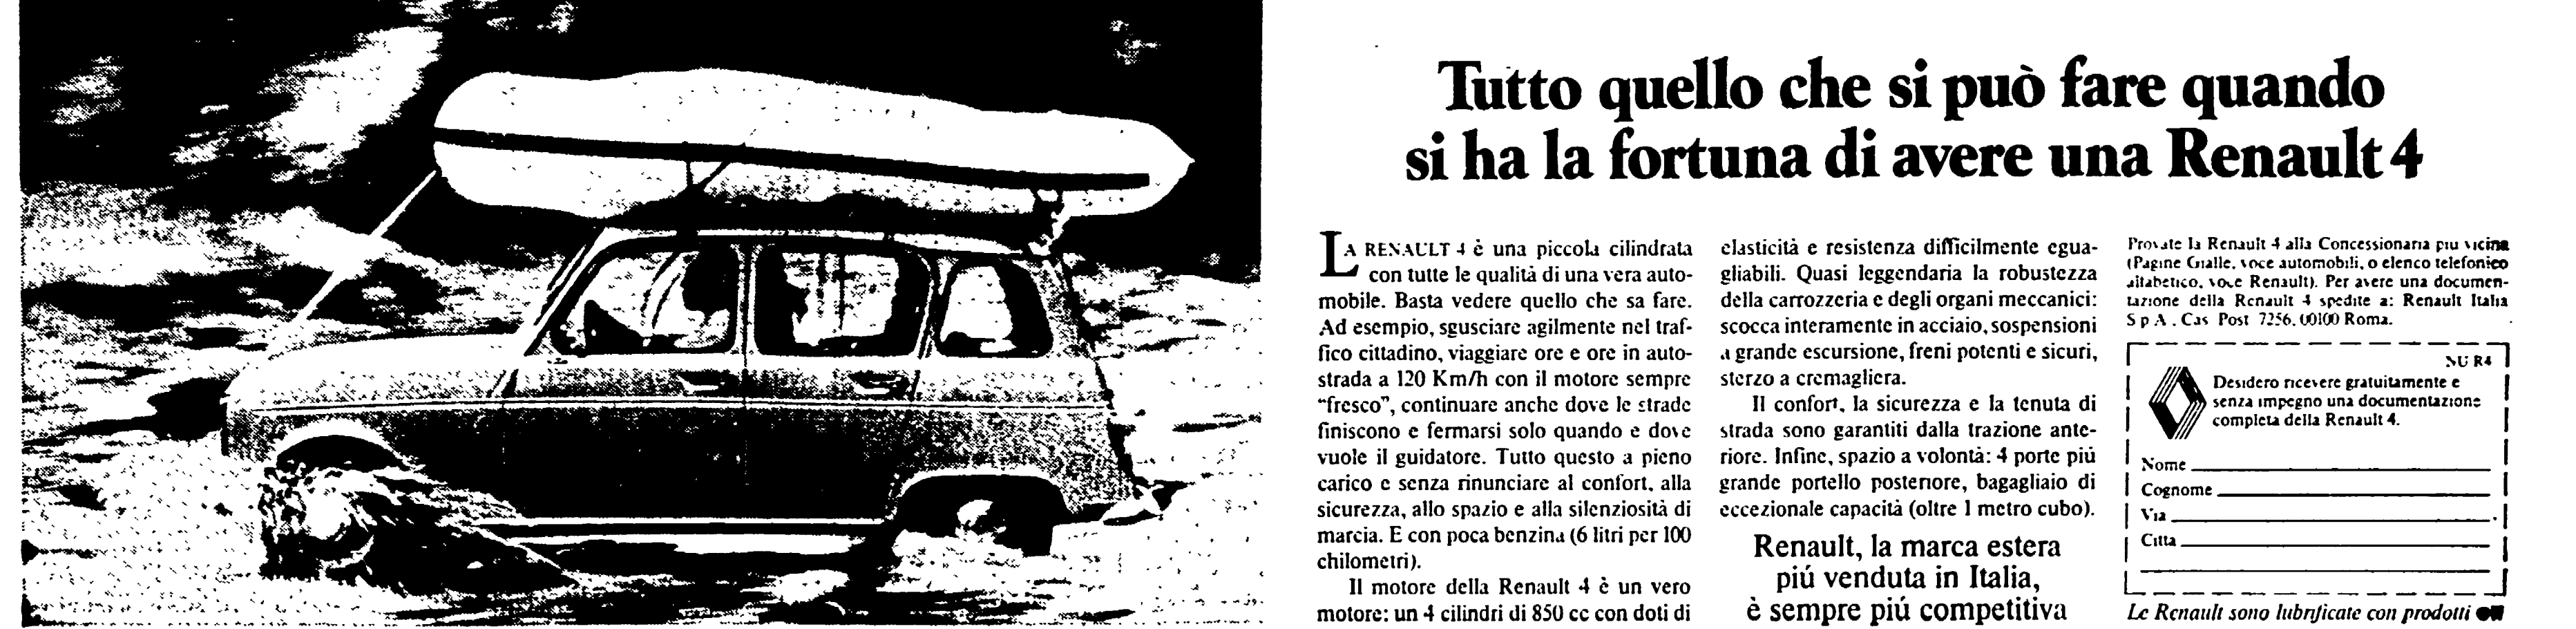 Tutto quello che si può fare quando
si ha la fortuna di avere una Renault 4
LA RENAULT 4 è una piccola cilindrata
con tutte le qualità di una vera auto-
mobile. Basta vedere quello che sa fare.
Ad esempio, sgusciare agilmente nel traf-
fico cittadino, viaggiare ore e ore in auto-
strada a 120 Km/h con il motore sempre
“fresco”, continuare anche dove le strade
finiscono e fermarsi solo quando e dove
vuole il guidatore. Tutto questo a pieno
carico e senza rinunciare al confort, alla
sicurezza, allo spazio e alla silenziosità di
marcia. E con poca benzina (6 litri per 100
chilometri).
Il motore della Renault 4 è un vero
motore: un 4 cilindri di 850 cc con doti di
elasticità e resistenza difficilmente egua-
gliabili. Quasi leggendaria la robustezza
della carrozzeria e degli organi meccanici:
scocca interamente in acciaio, sospensioni
a grande escursione, freni potenti e sicuri,
sterzo a cremagliera.
Il confort, la sicurezza e la tenuta di
strada sono garantiti dalla trazione ante-
riore. Infine, spazio a volontà: 4 porte piú
grande portello posteriore, bagagliaio di
eccezionale capacità (oltre 1 metro cubo).
Renault, la marca estera
piú venduta in Italia,
è sempre piú competitiva
Provate la Renault 4 alla Concessionaria piu vicina
(Pagine Gialle, voce automobili, o elenco telefonico
alfabetico, voce Renault). Per avere una documen-
tazione della Renault 4 spedite a: Renault Italia
S p A . Cas Post 7256, 00100 Roma.
NU R4
Desidero ricevere gratuitamente e
senza impegno una documentazione
completa della Renault 4.
Nome
Cognome
Via
Citta
Le Renault sono lubrificate con prodotti elf